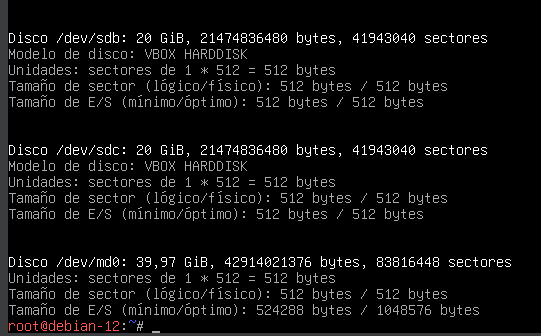 Disco /dev/sdb: 20 GiB, 21474836480 bytes, 41943040 sectores
Modelo de disco: VBOX HARDDISK
Unidades: sectores de 1 * 512 = 512 bytes
Tamaño de sector (lógico/físico): 512 bytes / 512 bytes
Tamaño de E/S (mínimo/óptimo): 512 bytes / 512 bytes
Disco /dev/sdc: 20 GiB, 21474836480 bytes, 41943040 sectores
Modelo de disco: VBOX HARDDISK
Unidades: sectores de 1 * 512 = 512 bytes
Tamaño de sector (lógico/físico): 512 bytes / 512 bytes
Tamaño de E/S (mínimo/óptimo): 512 bytes / 512 bytes
Disco /dev/md0: 39,97 GiB, 42914021376 bytes, 83816448 sectores
Unidades: sectores de 1 * 512 = 512 bytes
Tamaño de sector (lógico/físico): 512 bytes / 512 bytes
Tamaño de E/S (mínimo/óptimo): 524288 bytes / 1048576 bytes
root@debian-12:~# _